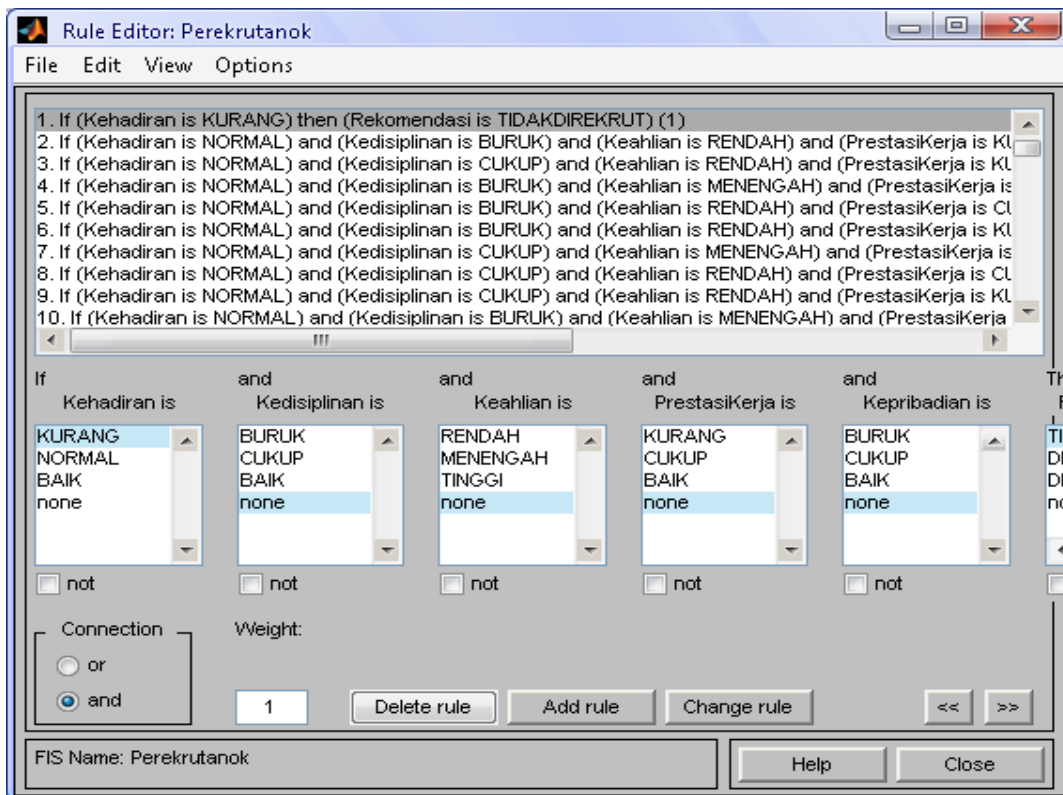 Rule Editor: Perekrutanok
File Edit View Options
1. If (Kehadiran is KURANG) then (Rekomendasi is TIDAKDIREKRUT) (1)
2. If (Kehadiran is NORMAL) and (Kedisiplinan is BURUK) and (Keahlian is RENDAH) and (PrestasiKerja is KU
3. If (Kehadiran is NORMAL) and (Kedisiplinan is CUKUP) and (Keahlian is RENDAH) and (PrestasiKerja is KU
4. If (Kehadiran is NORMAL) and (Kedisiplinan is BURUK) and (Keahlian is MENENGAH) and (PrestasiKerja is
5. If (Kehadiran is NORMAL) and (Kedisiplinan is BURUK) and (Keahlian is RENDAH) and (PrestasiKerja is CU
6. If (Kehadiran is NORMAL) and (Kedisiplinan is BURUK) and (Keahlian is RENDAH) and (PrestasiKerja is KU
7. If (Kehadiran is NORMAL) and (Kedisiplinan is CUKUP) and (Keahlian is MENENGAH) and (PrestasiKerja is
8. If (Kehadiran is NORMAL) and (Kedisiplinan is CUKUP) and (Keahlian is RENDAH) and (PrestasiKerja is CU
9. If (Kehadiran is NORMAL) and (Kedisiplinan is CUKUP) and (Keahlian is RENDAH) and (PrestasiKerja is KU
10. If (Kehadiran is NORMAL) and (Kedisiplinan is BURUK) and (Keahlian is MENENGAH) and (PrestasiKerja
If and and and and
Kehadiran is Kedisiplinan is Keahlian is PrestasiKerja is Kepribadian is
KURANG BURUK RENDAH KURANG BURUK
NORMAL CUKUP MENENGAH CUKUP CUKUP
BAIK BAIK TINGGI BAIK BAIK
none none none none none
not not not not not
Connection Weight:
or
and 1 Delete rule Add rule Change rule << >>
FIS Name: Perekrutanok Help Close